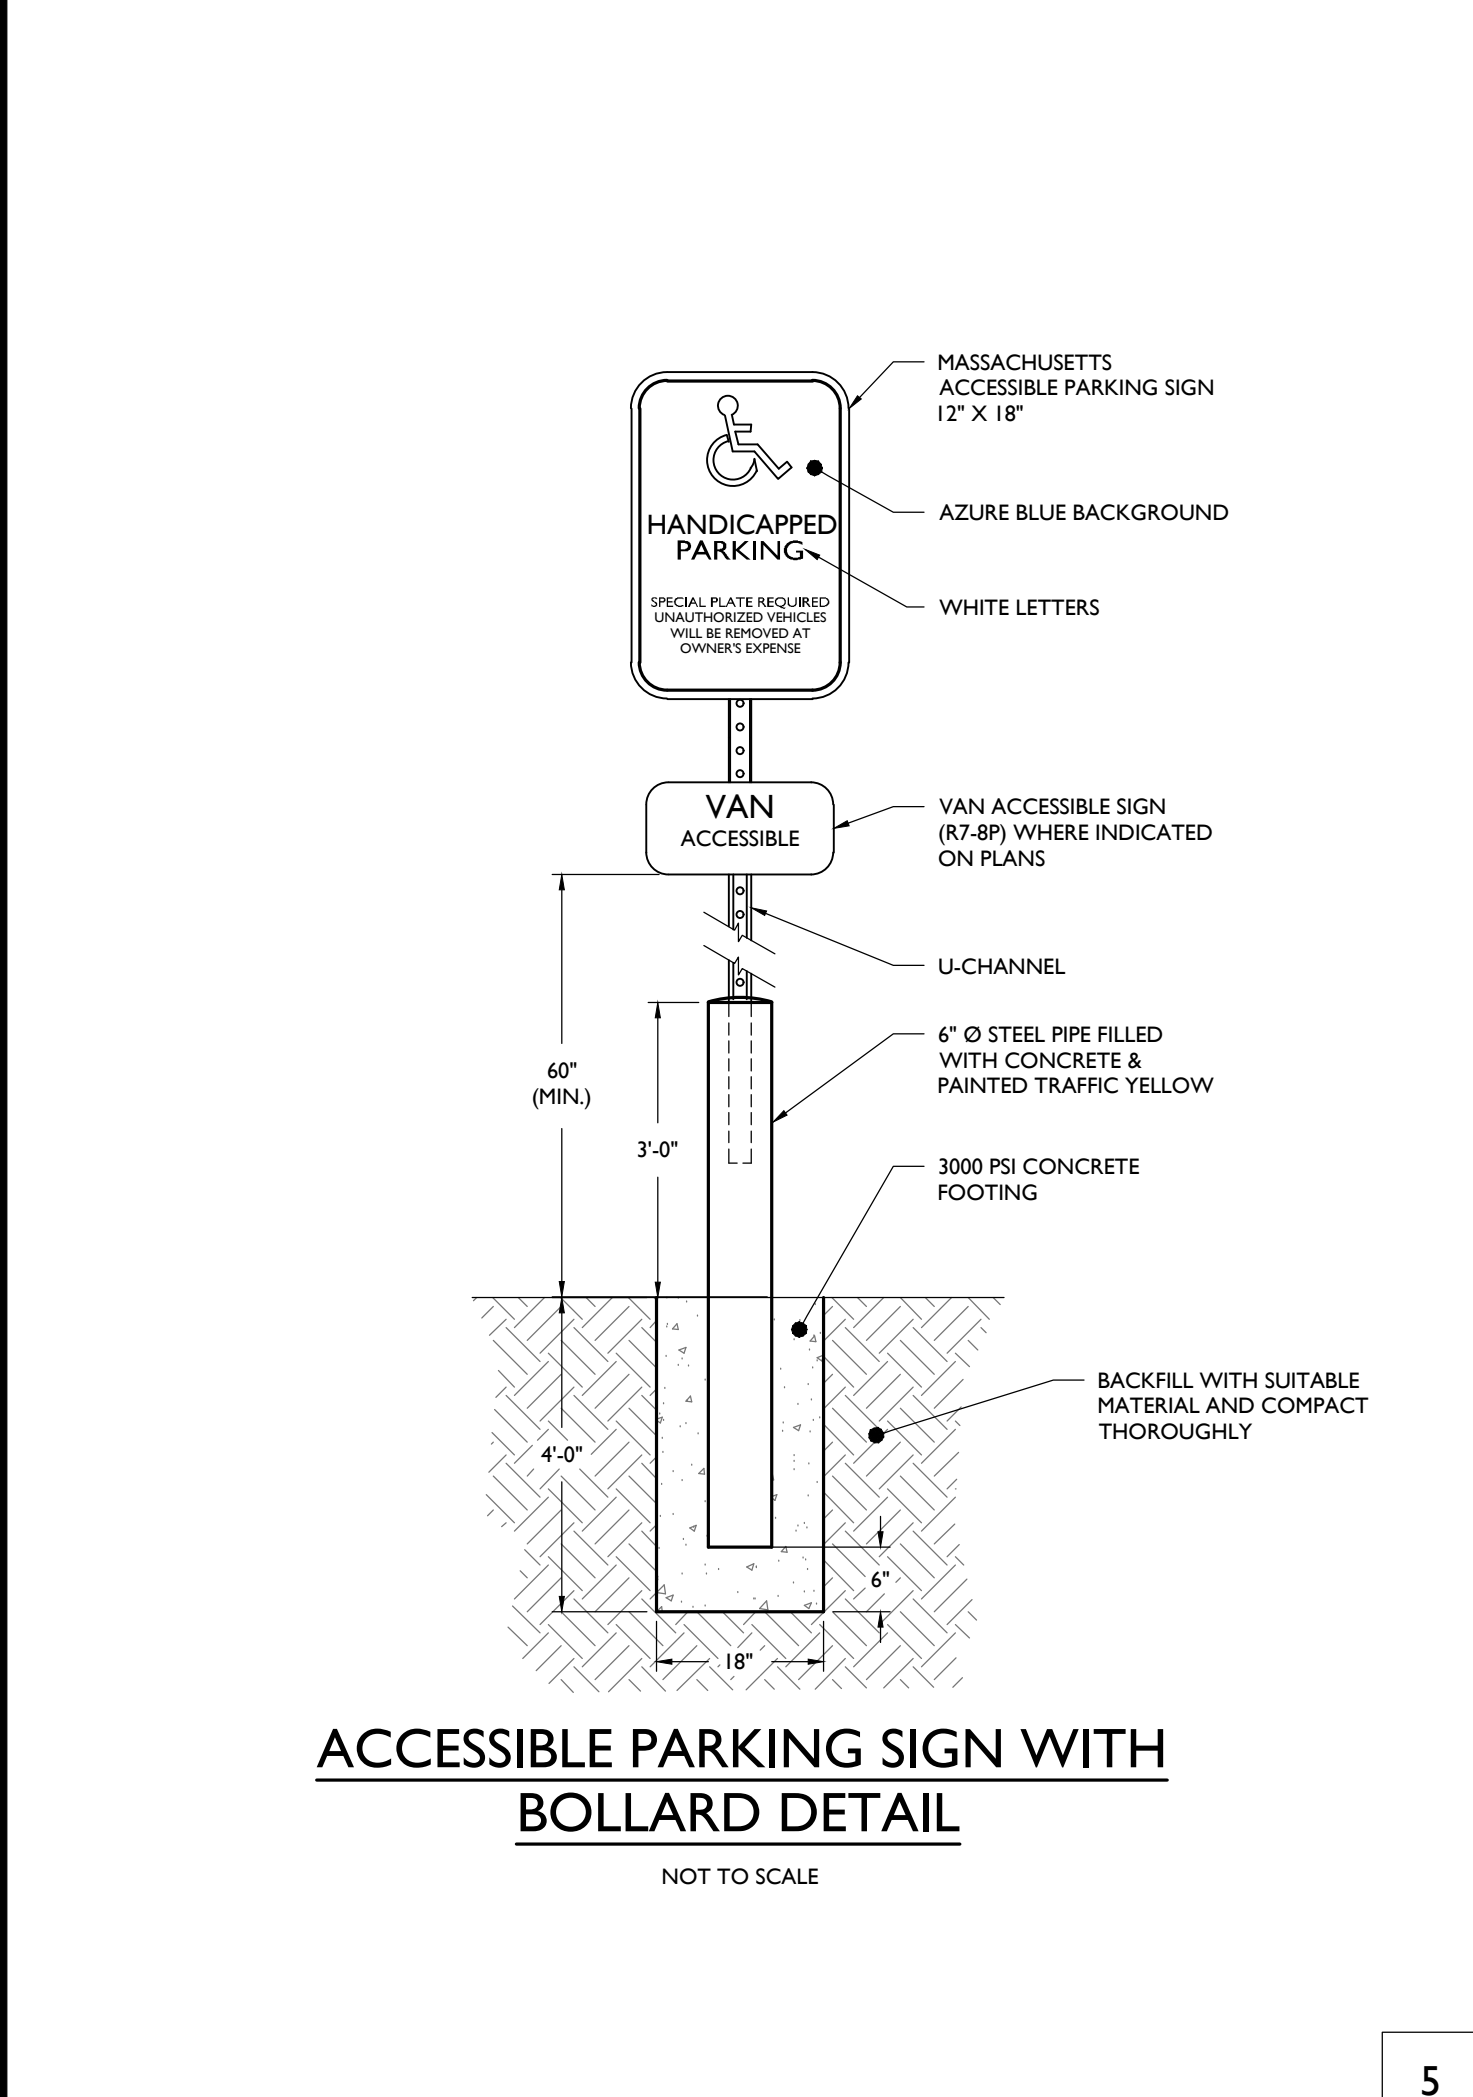 MASSACHUSETTS
ACCESSIBLE PARKING SIGN
12" X 18"
AZURE BLUE BACKGROUND
HANDICAPPED
PARKING
WHITE LETTERS
SPECIAL PLATE REQUIRED
UNAUTHORIZED VEHICLES
WILL BE REMOVED AT
OWNER'S EXPENSE
VAN
ACCESSIBLE
VAN ACCESSIBLE SIGN
(R7-8P) WHERE INDICATED
ON PLANS
U-CHANNEL
6" Ø STEEL PIPE FILLED
WITH CONCRETE &
PAINTED TRAFFIC YELLOW
60"
(MIN.)
3'-0"
3000 PSI CONCRETE
FOOTING
BACKFILL WITH SUITABLE
MATERIAL AND COMPACT
THOROUGHLY
4'-0"
6"
18"
ACCESSIBLE PARKING SIGN WITH
BOLLARD DETAIL
NOT TO SCALE
5